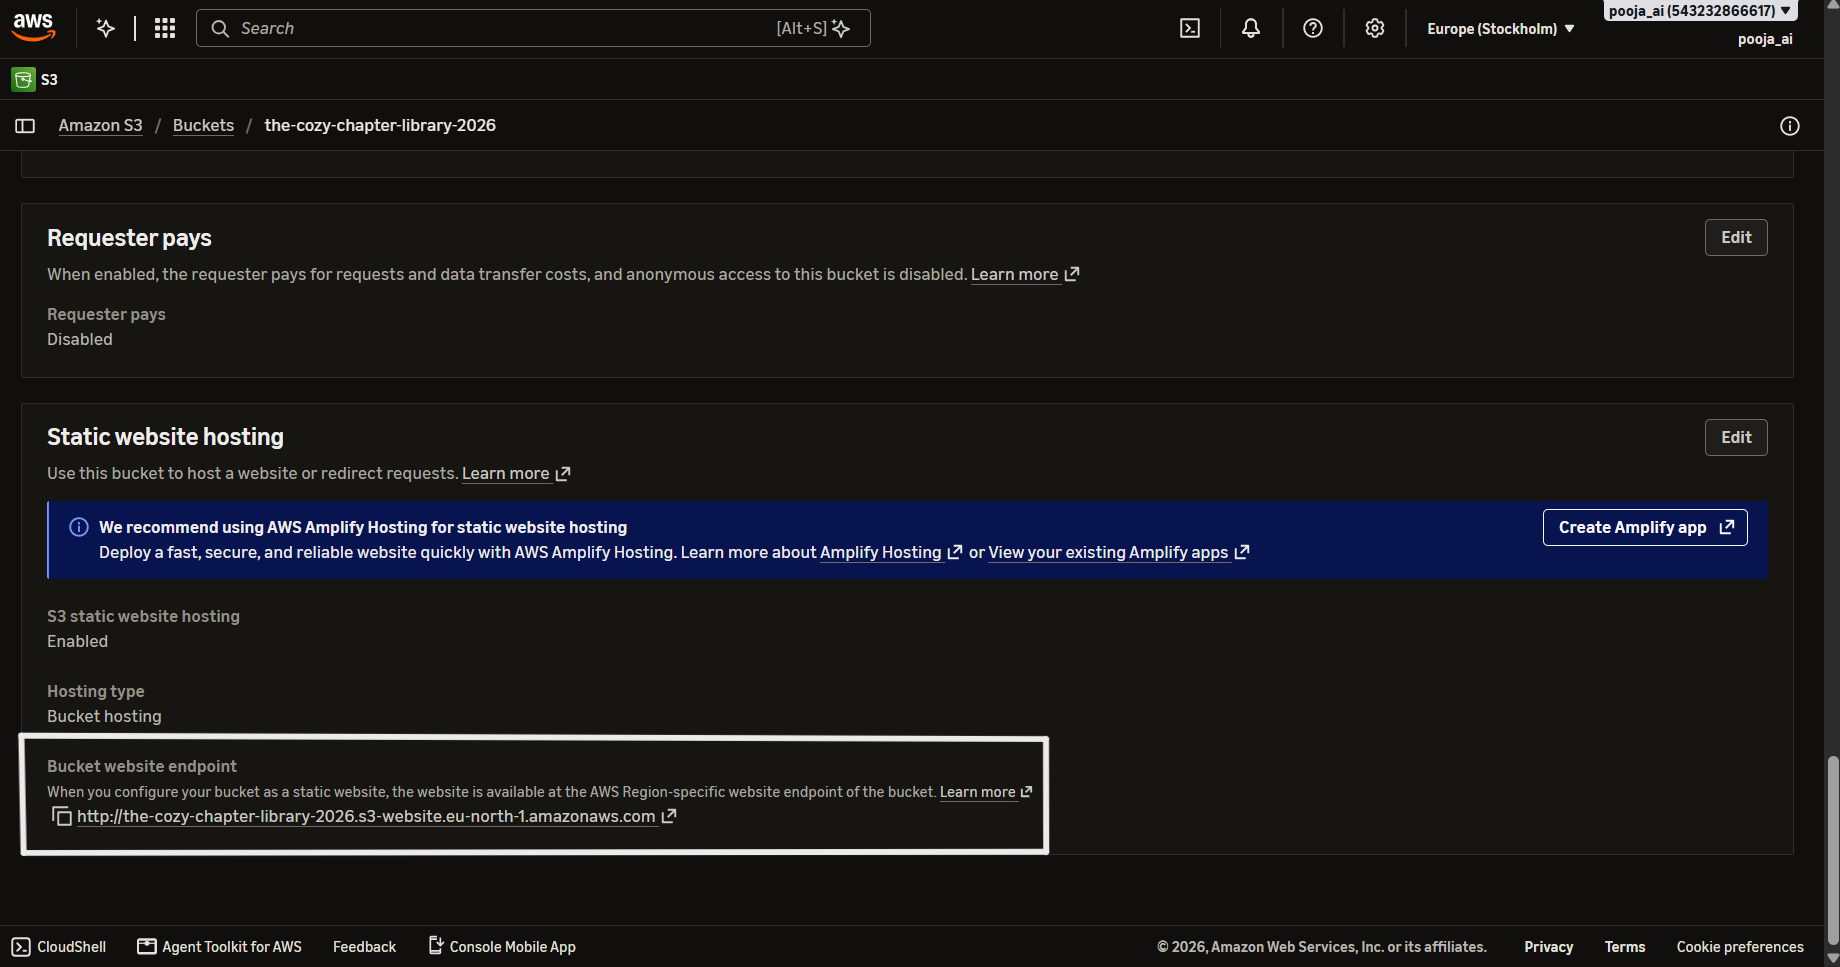 aws
Search [Alt+S]
Europe (Stockholm)
pooja_ai (543232866617)
pooja_ai
S3
Amazon S3 / Buckets / the-cozy-chapter-library-2026
Requester pays
Edit
When enabled, the requester pays for requests and data transfer costs, and anonymous access to this bucket is disabled. Learn more
Requester pays
Disabled
Static website hosting
Edit
Use this bucket to host a website or redirect requests. Learn more
We recommend using AWS Amplify Hosting for static website hosting
Deploy a fast, secure, and reliable website quickly with AWS Amplify Hosting. Learn more about Amplify Hosting or View your existing Amplify apps
Create Amplify app
S3 static website hosting
Enabled
Hosting type
Bucket hosting
Bucket website endpoint
When you configure your bucket as a static website, the website is available at the AWS Region-specific website endpoint of the bucket. Learn more
http://the-cozy-chapter-library-2026.s3-website.eu-north-1.amazonaws.com
CloudShell Agent Toolkit for AWS Feedback Console Mobile App © 2026, Amazon Web Services, Inc. or its affiliates. Privacy Terms Cookie preferences